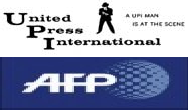 United
Press
International
A UPI MAN
IS AT THE SCENE
AFP